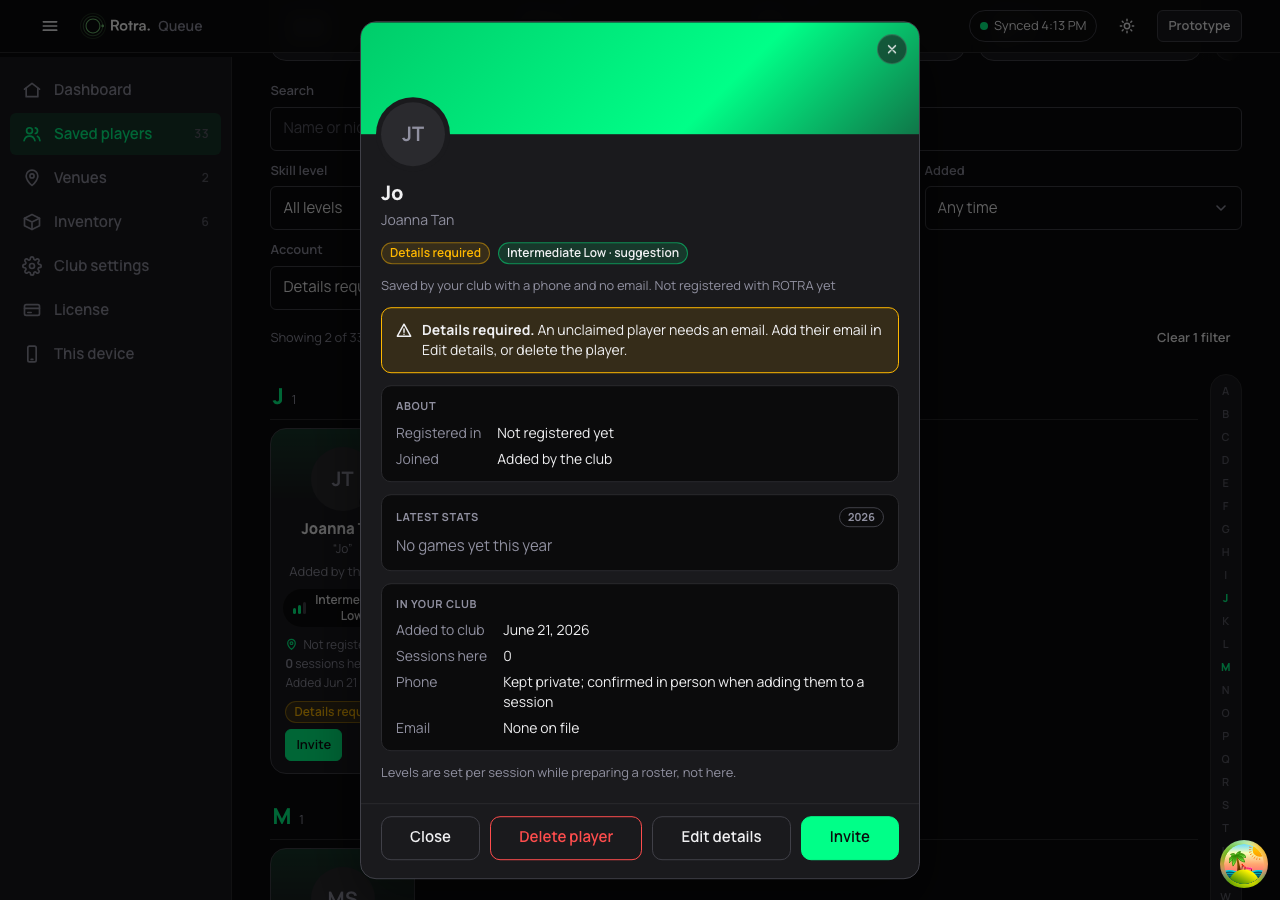 Rotra. Queue
Synced 4:13 PM
Prototype
Dashboard
Saved players 33
Venues 2
Inventory 6
Club settings
License
This device
Search
Name or nic
Skill level
All levels
Added
Any time
Account
Details requ
Showing 2 of 33
Clear 1 filter
J 1
JT
Joanna T
"Jo"
Added by th
Interme
Low
Not registe
0 sessions he
Added Jun 21
Details requ
Invite
M 1
MS
A
B
C
D
E
F
G
H
I
J
K
L
M
N
O
P
Q
R
S
T
W
JT
Jo
Joanna Tan
Details required
Intermediate Low · suggestion
Saved by your club with a phone and no email. Not registered with ROTRA yet
Details required. An unclaimed player needs an email. Add their email in
Edit details, or delete the player.
ABOUT
Registered in Not registered yet
Joined Added by the club
LATEST STATS 2026
No games yet this year
IN YOUR CLUB
Added to club June 21, 2026
Sessions here 0
Phone Kept private; confirmed in person when adding them to a
session
Email None on file
Levels are set per session while preparing a roster, not here.
Close
Delete player
Edit details
Invite